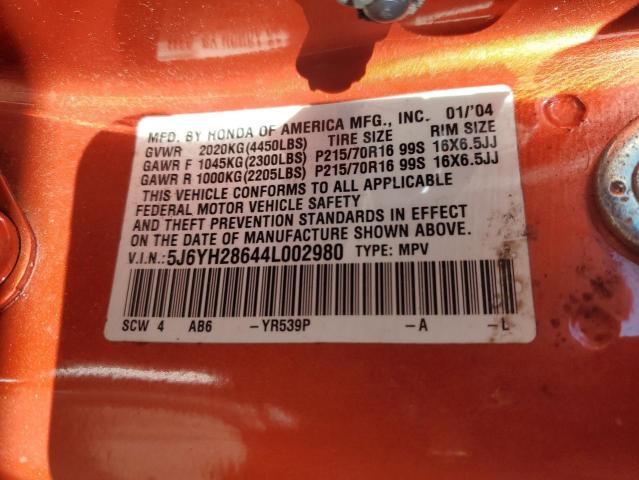 MFD. BY HONDA OF AMERICA MFG., INC. 01/'04
GVWR 2020KG(4450LBS) TIRE SIZE RIM SIZE
GAWR F 1045KG(2300LBS) P215/70R16 99S 16X6.5JJ
GAWR R 1000KG(2205LBS) P215/70R16 99S 16X6.5JJ
THIS VEHICLE CONFORMS TO ALL APPLICABLE
FEDERAL MOTOR VEHICLE SAFETY
AND THEFT PREVENTION STANDARDS IN EFFECT
ON THE DATE OF MANUFACTURE SHOWN ABOVE.
V.I.N.:5J6YH28644L002980 TYPE: MPV
SCW 4 AB6 -YR539P -A -L